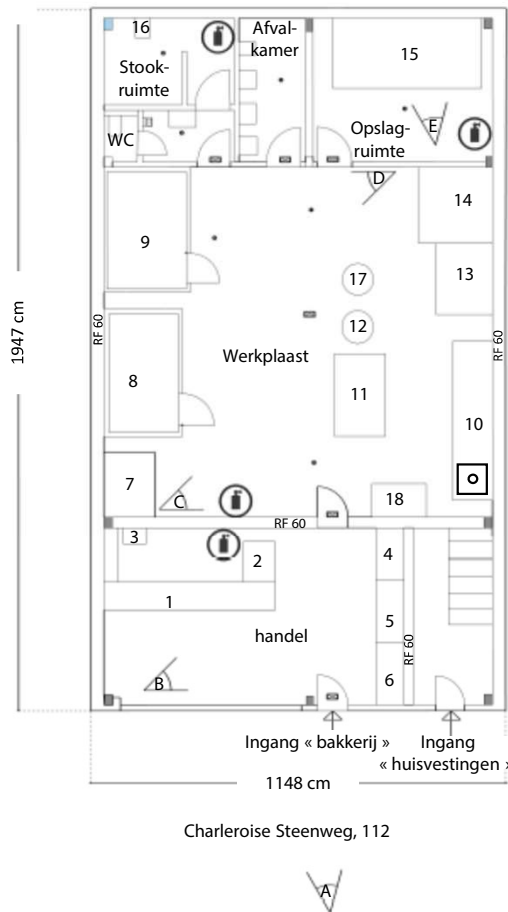 16
Afval-
kamer
15
Stook-
ruimte
WC
Opslag-
ruimte
E
D
14
9
13
17
12
1947 cm
RF 60
RF 60
Werkplaast
8
11
10
7
C
18
RF 60
3
2
4
1
5
handel
RF 60
B
6
Ingang « bakkerij »
Ingang
« huisvestingen »
1148 cm
Charleroise Steenweg, 112
A